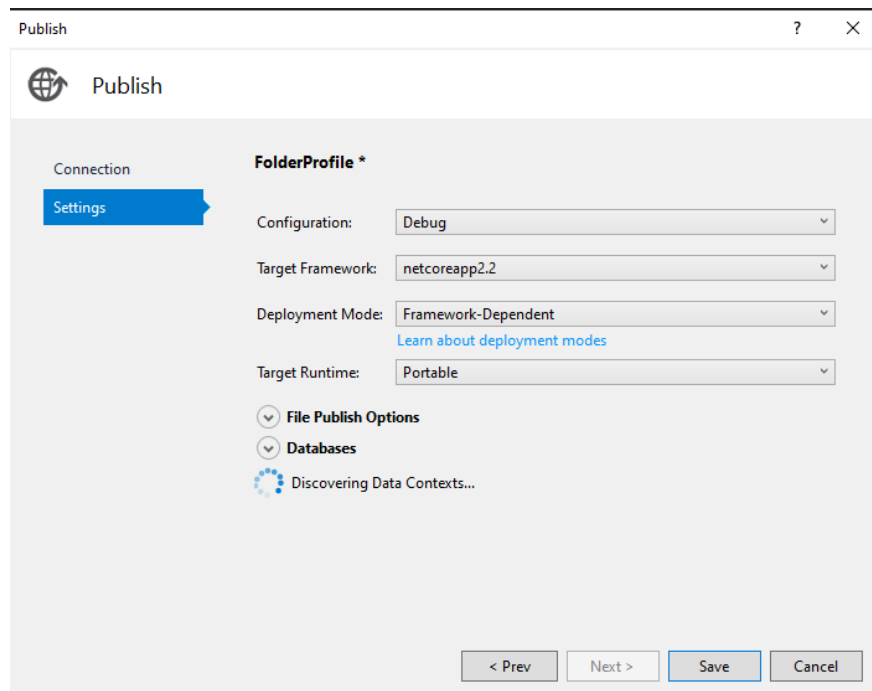 Publish
?
Publish
Connection
Settings
FolderProfile *
Configuration: Debug
Target Framework: netcoreapp2.2
Deployment Mode: Framework-Dependent
Learn about deployment modes
Target Runtime: Portable
File Publish Options
Databases
Discovering Data Contexts...
< Prev Next > Save Cancel